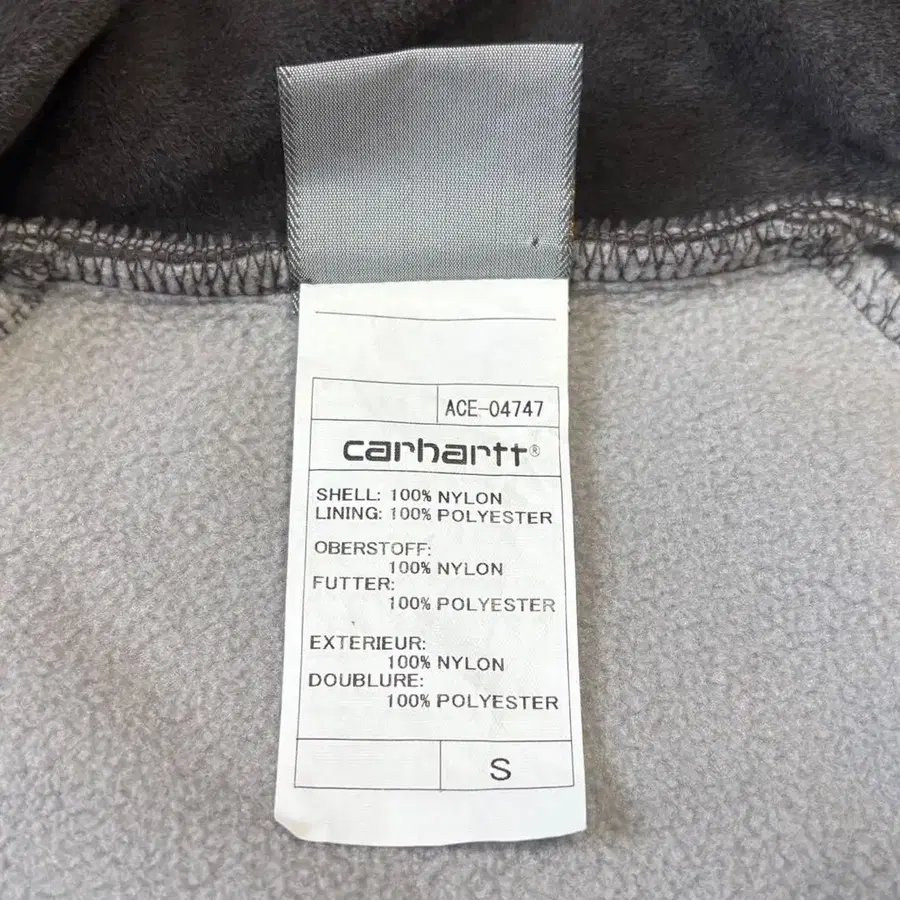 ACE-04747
carhartt®
SHELL: 100% NYLON
LINING: 100% POLYESTER
OBERSTOFF:
100% NYLON
FUTTER:
100% POLYESTER
EXTERIEUR:
100% NYLON
DOUBLURE:
100% POLYESTER
S